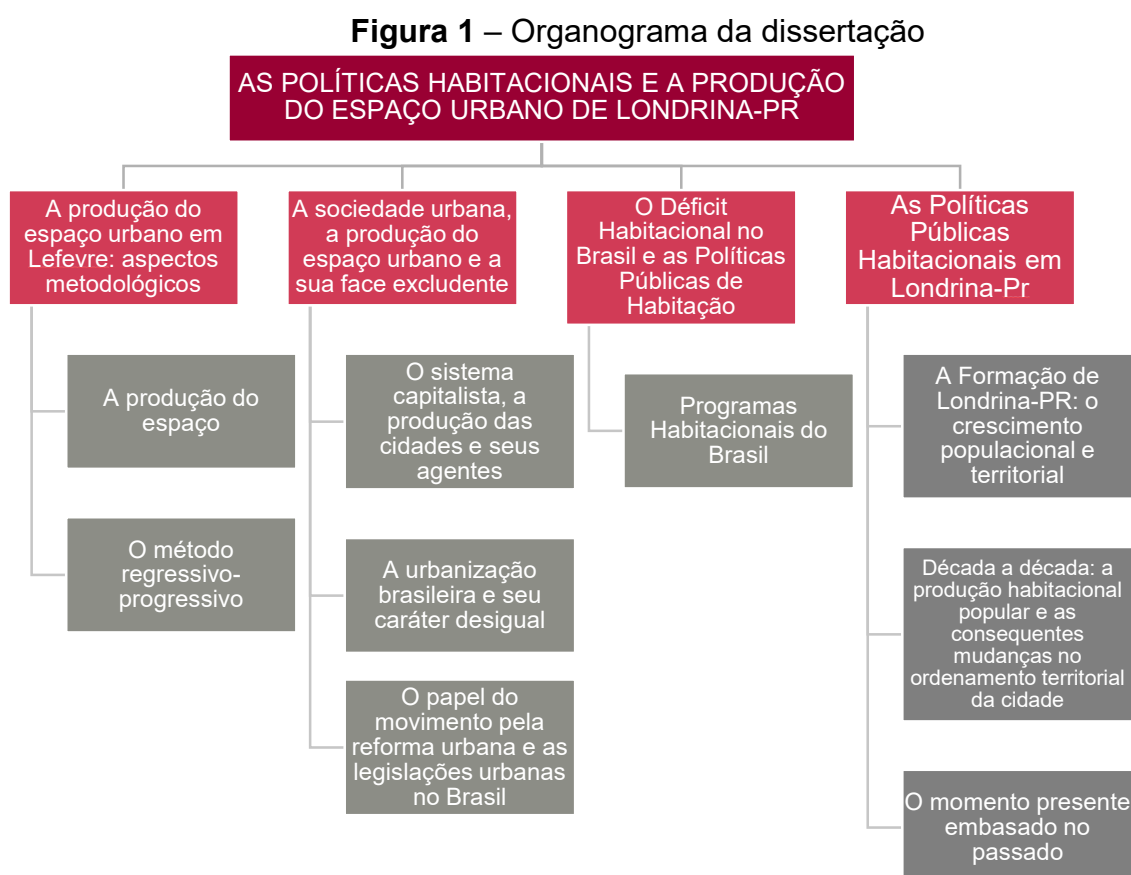 Figura 1 – Organograma da dissertação
AS POLÍTICAS HABITACIONAIS E A PRODUÇÃO
DO ESPAÇO URBANO DE LONDRINA-PR
A produção do
espaço urbano em
Lefevre: aspectos
metodológicos
A produção do
espaço
O método
regressivo-
progressivo
A sociedade urbana,
a produção do
espaço urbano e a
sua face excludente
O sistema
capitalista, a
produção das
cidades e seus
agentes
A urbanização
brasileira e seu
caráter desigual
O papel do
movimento pela
reforma urbana e as
legislações urbanas
no Brasil
O Déficit
Habitacional no
Brasil e as Políticas
Públicas de
Habitação
Programas
Habitacionais do
Brasil
As Políticas
Públicas
Habitacionais em
Londrina-Pr
A Formação de
Londrina-PR: o
crescimento
populacional e
territorial
Década a década: a
produção habitacional
popular e as
consequentes
mudanças no
ordenamento territorial
da cidade
O momento presente
embasado no
passado